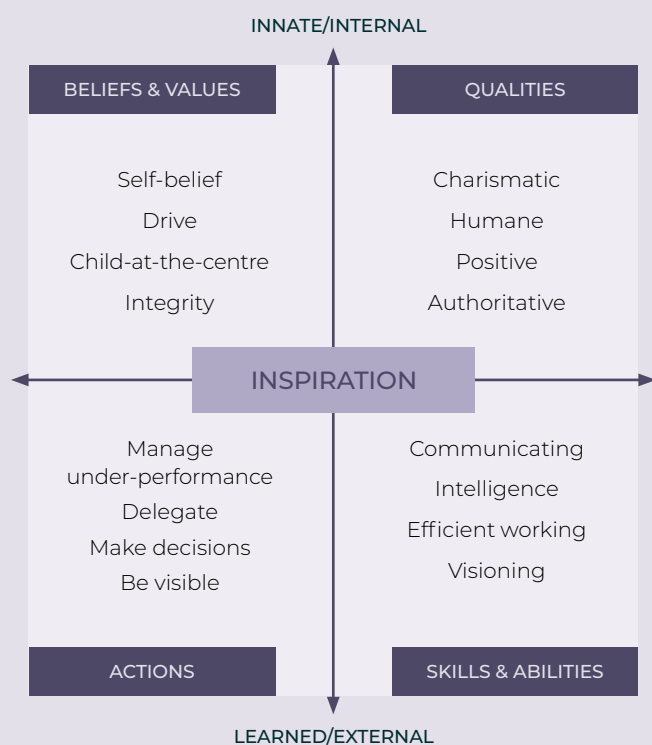 INNATE/INTERNAL
BELIEFS & VALUES
Self-belief
Drive
Child-at-the-centre
Integrity
QUALITIES
Charismatic
Humane
Positive
Authoritative
INSPIRATION
Manage
under-performance
Delegate
Make decisions
Be visible
ACTIONS
Communicating
Intelligence
Efficient working
Visioning
SKILLS & ABILITIES
LEARNED/EXTERNAL